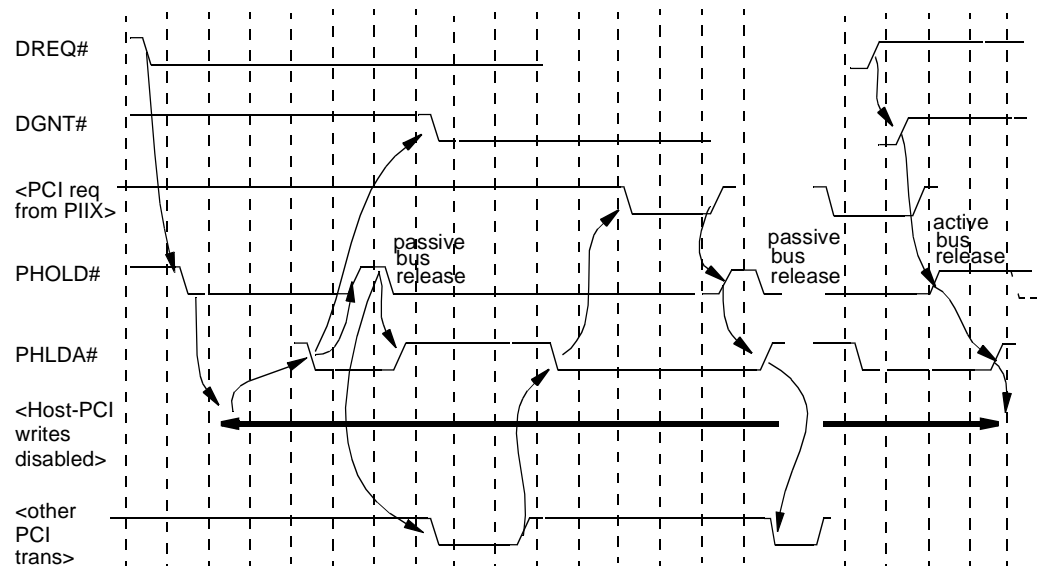 DREQ#
DGNT#
<PCI req
from PIIX>
passive
bus
release
passive
bus
release
active
bus
release
PHOLD#
PHLDA#
<Host-PCI
writes
disabled>
<other
PCI
trans>